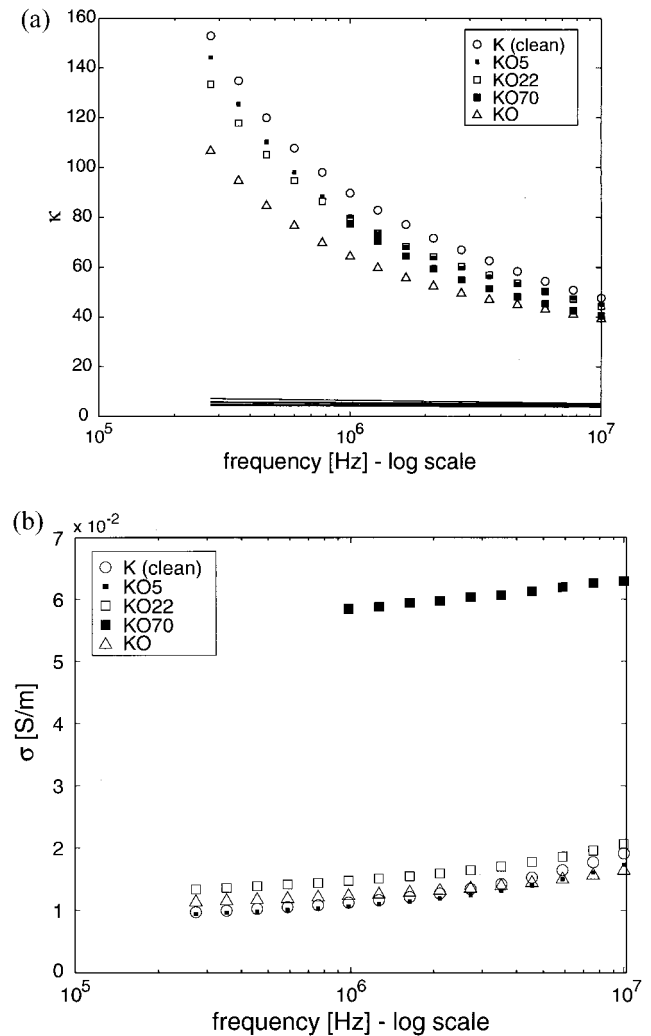 (a)
160
140
120
100
80
60
40
20
0
κ
K (clean)
KO5
KO22
KO70
KO
10^5
10^6
10^7
frequency [Hz] - log scale
(b)
x 10^-2
7
6
5
4
3
2
1
0
σ [S/m]
K (clean)
KO5
KO22
KO70
KO
10^5
10^6
10^7
frequency [Hz] - log scale